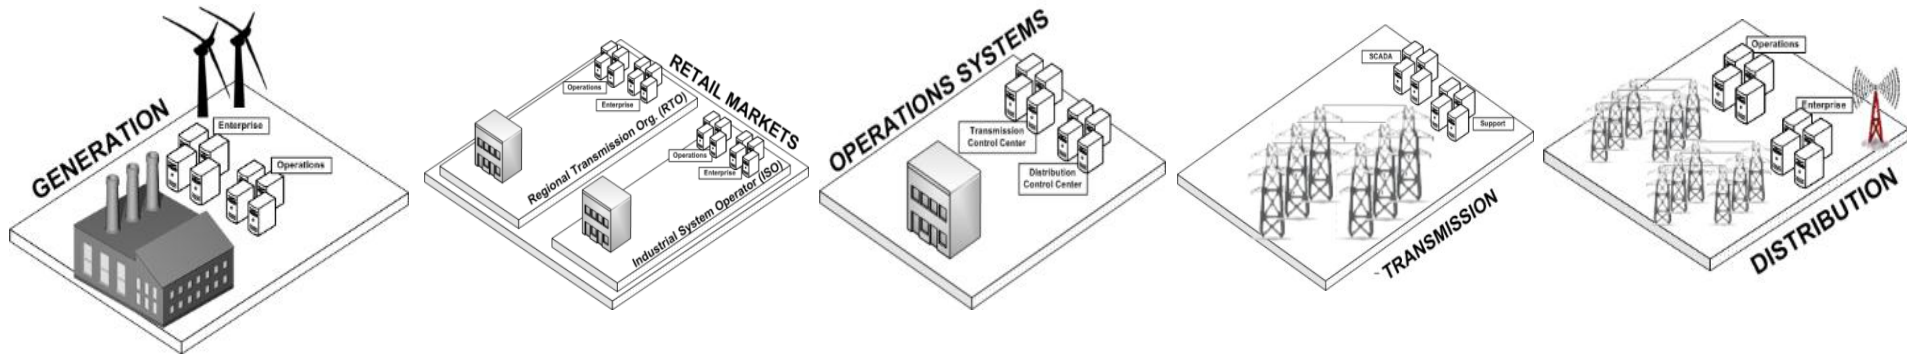 GENERATION
Enterprise
Operations
RETAIL MARKETS
Operations
Enterprise
Regional Transmission Org. (RTO)
Operations
Enterprise
Industrial System Operator (ISO)
OPERATIONS SYSTEMS
Transmission
Control Center
Distribution
Control Center
SCADA
Support
TRANSMISSION
Operations
Enterprise
DISTRIBUTION